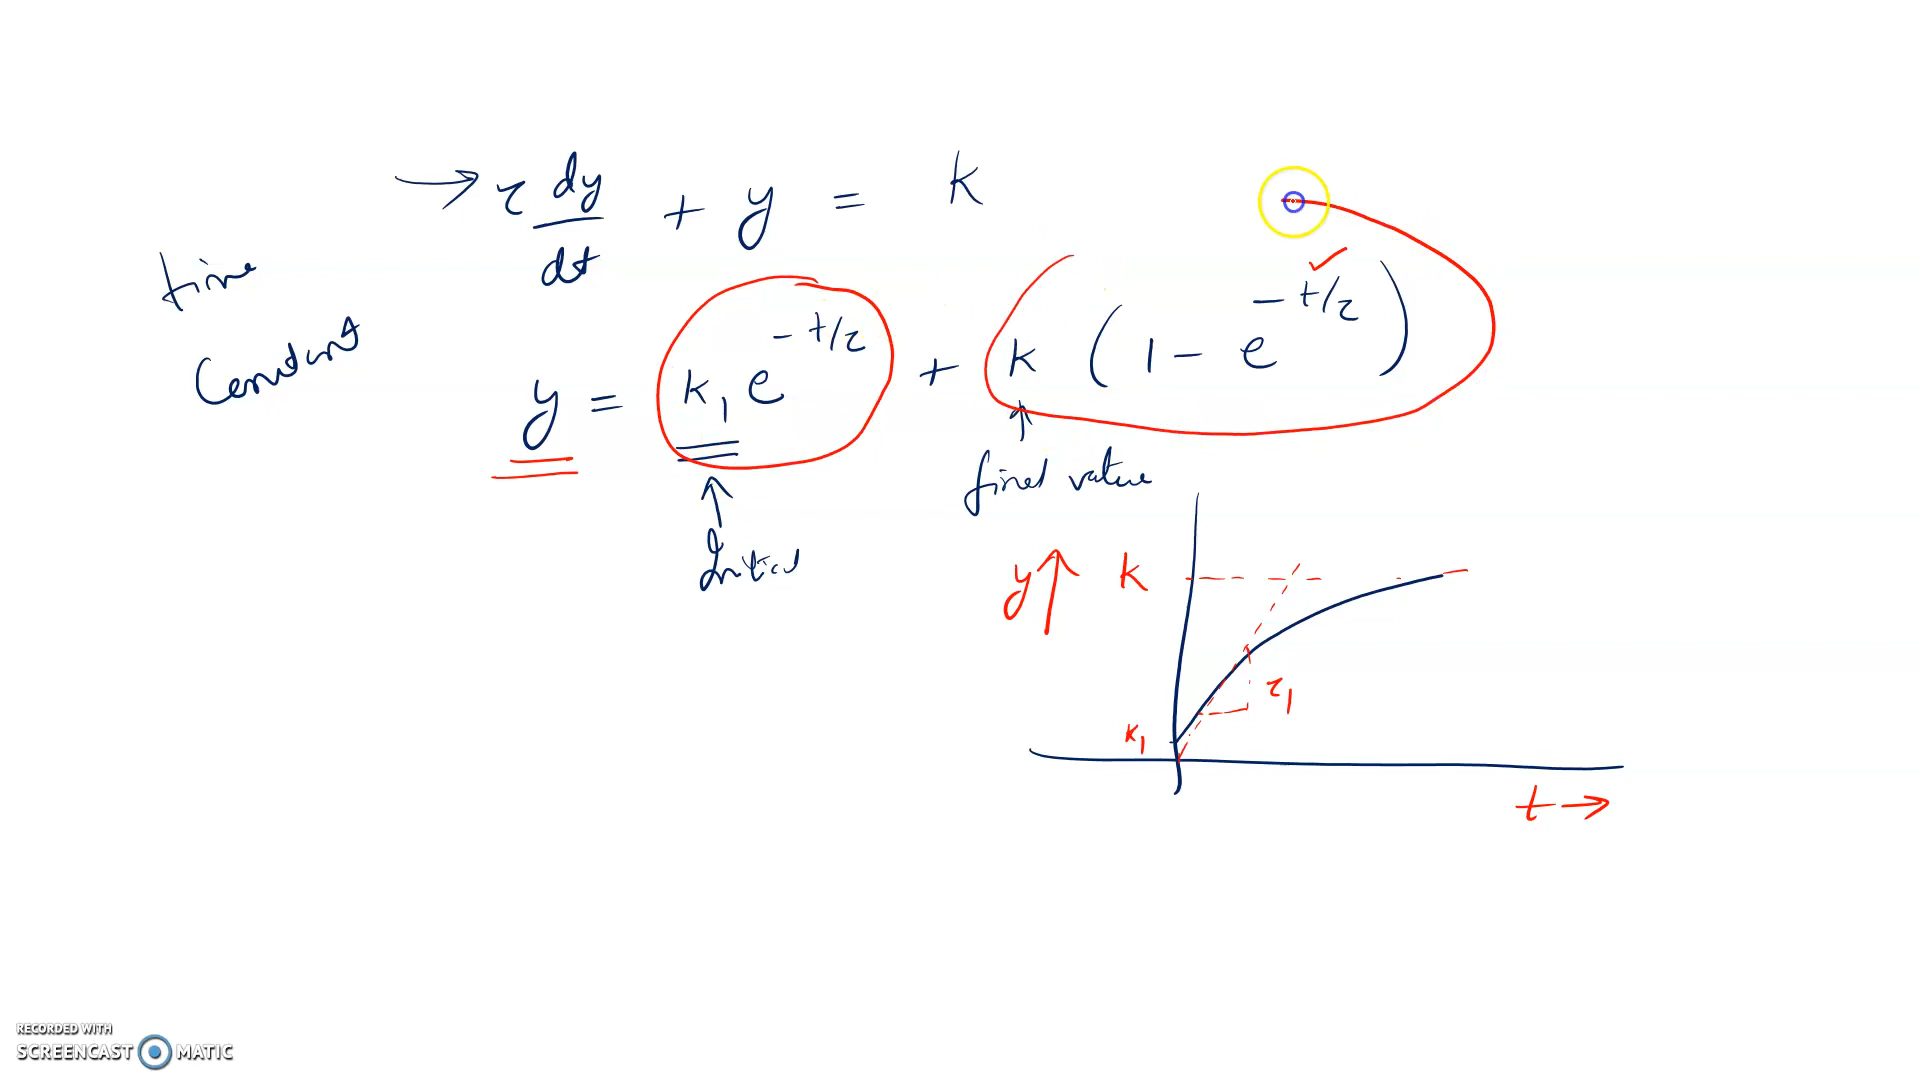 → τ dy/dt + y = k
time
constant
y = k₁ e^(-t/τ) + k (1 - e^(-t/τ))
final value
Initial
y ↑ k
τ₁
k₁
t →
RECORDED WITH
SCREENCAST MATIC